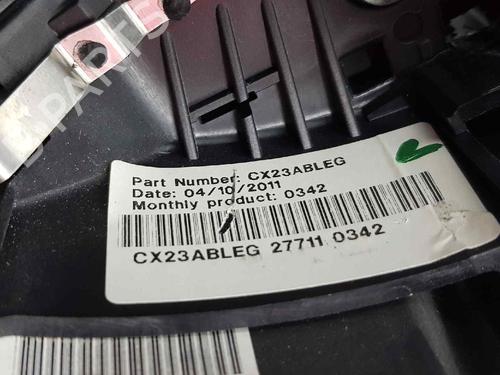 Part Number: CX23ABLEG
Date: 04/10/2011
Monthly product: 0342
CX23ABLEG 27711 0342